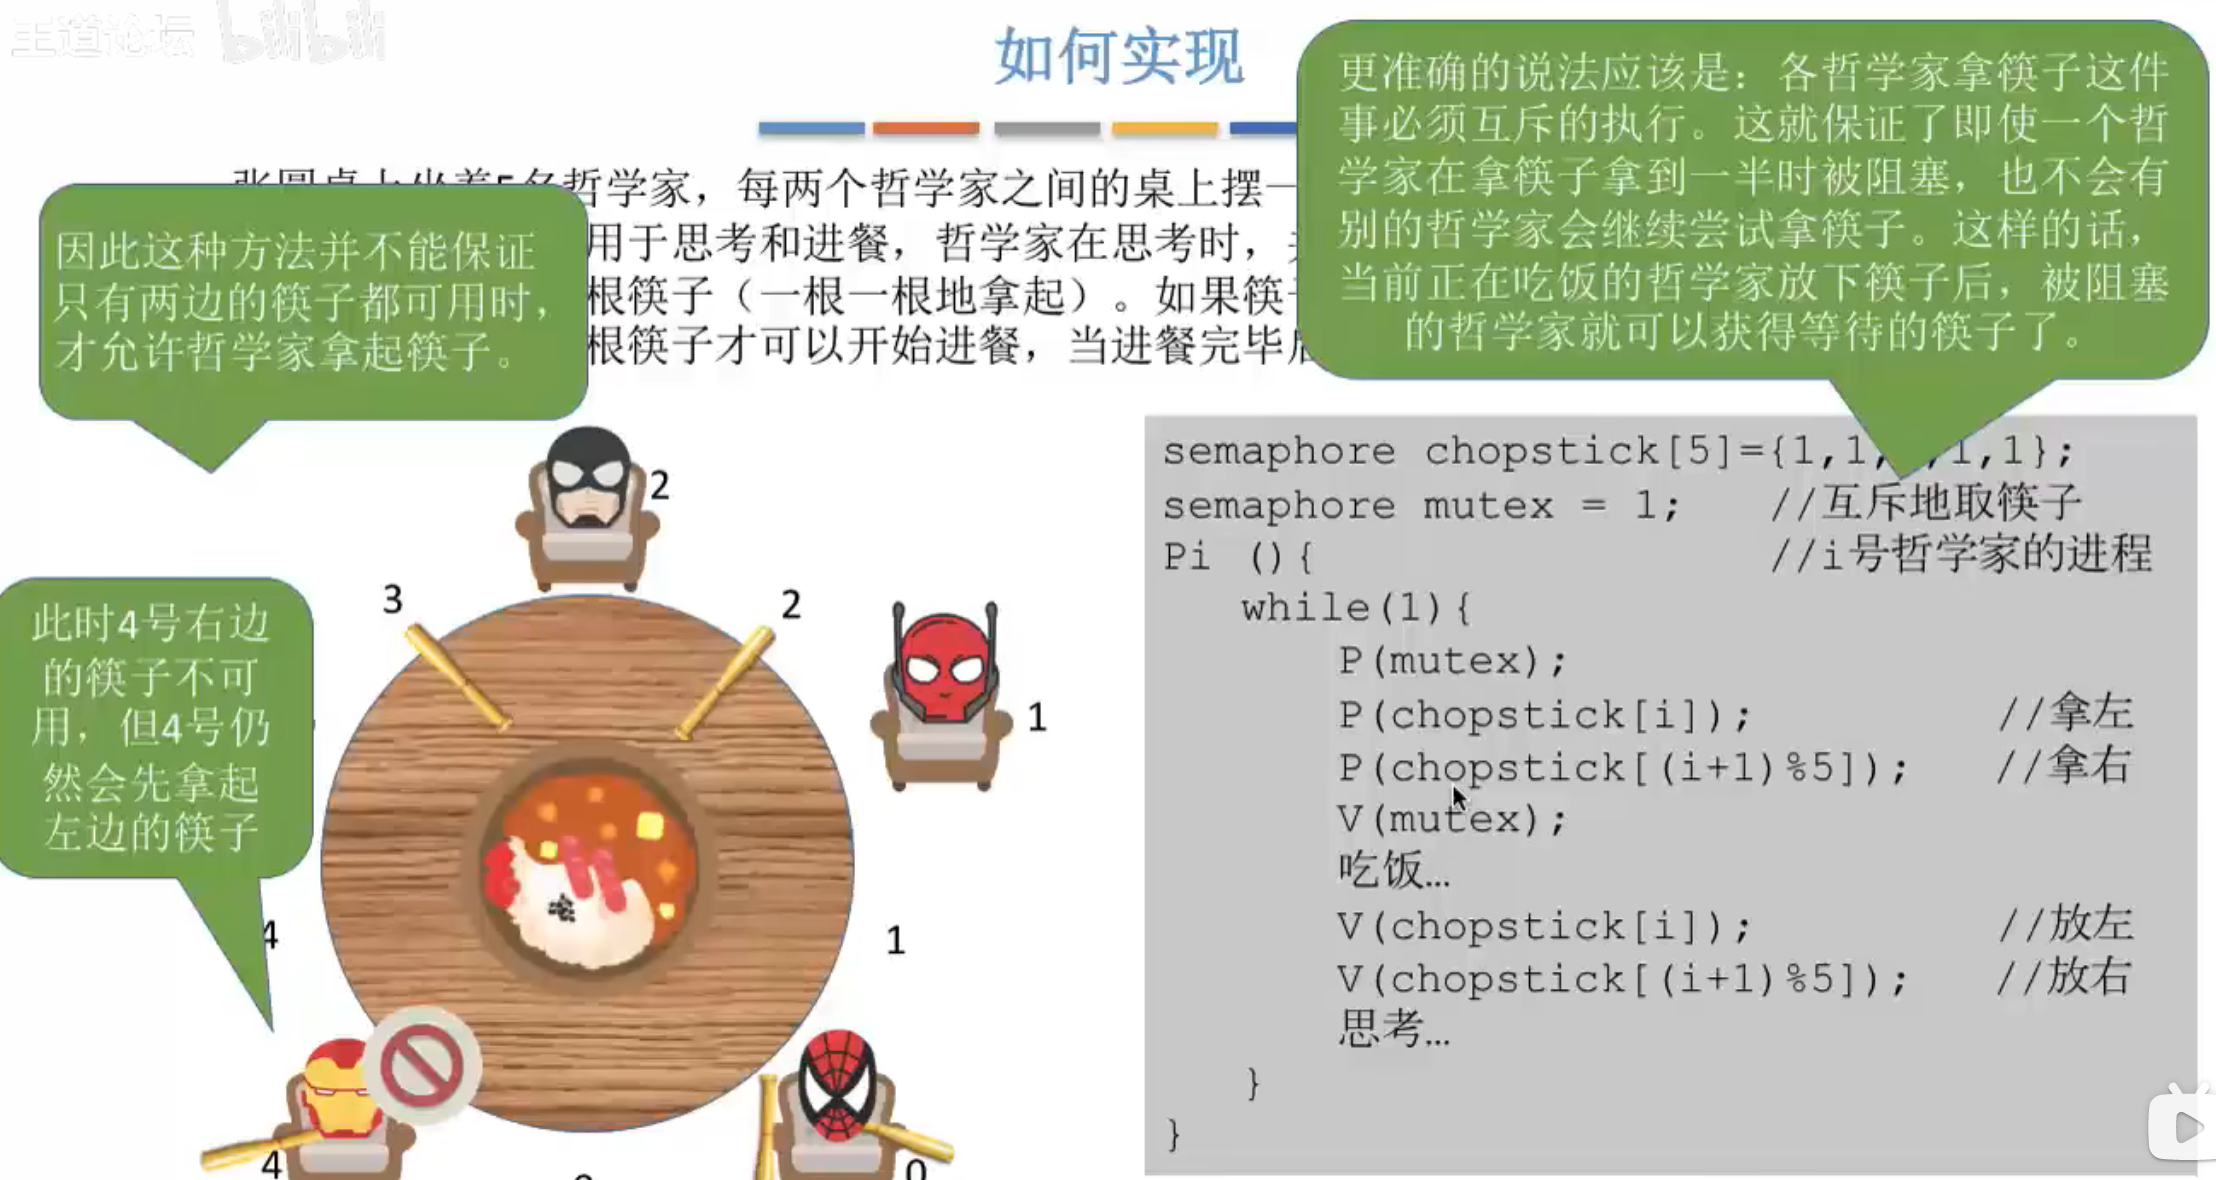 王道论坛 bilibili
如何实现
更准确的说法应该是：各哲学家拿筷子这件
事必须互斥的执行。这就保证了即使一个哲
学家在拿筷子拿到一半时被阻塞，也不会有
别的哲学家会继续尝试拿筷子。这样的话，
当前正在吃饭的哲学家放下筷子后，被阻塞
的哲学家就可以获得等待的筷子了。
名哲学家，每两个哲学家之间的桌上摆一
用于思考和进餐，哲学家在思考时，
根筷子（一根一根地拿起）。如果筷
根筷子才可以开始进餐，当进餐完毕
因此这种方法并不能保证
只有两边的筷子都可用时，
才允许哲学家拿起筷子。
此时4号右边
的筷子不可
用，但4号仍
然会先拿起
左边的筷子
2
3
2
1
4
1
4
0
semaphore chopstick[5]={1,1, ,1,1};
semaphore mutex = 1; //互斥地取筷子
Pi (){ //i号哲学家的进程
while(1){
P(mutex);
P(chopstick[i]); //拿左
P(chopstick[(i+1)%5]); //拿右
V(mutex);
吃饭…
V(chopstick[i]); //放左
V(chopstick[(i+1)%5]); //放右
思考…
}
}